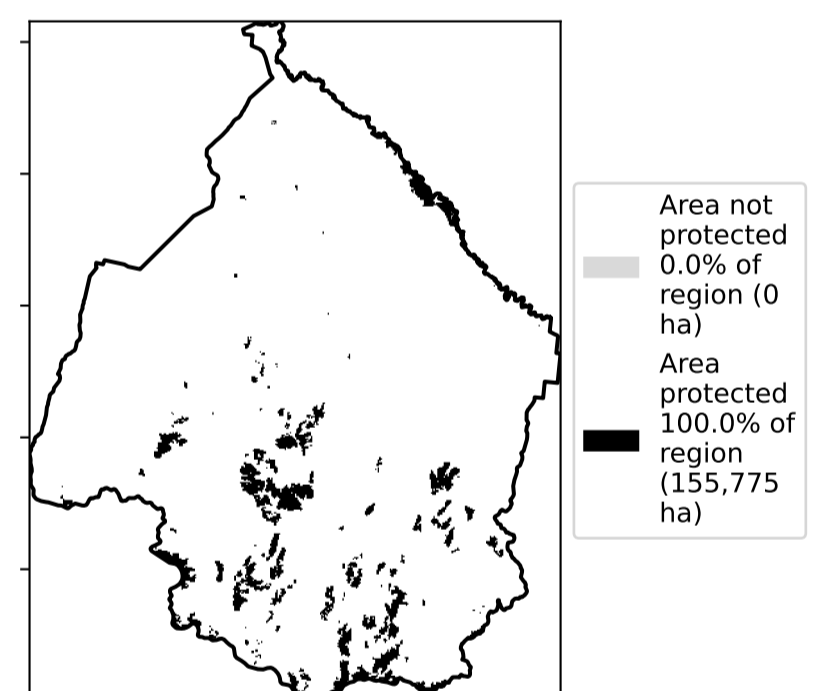 Area not
protected
0.0% of
region (0
ha)
Area
protected
100.0% of
region
(155,775
ha)